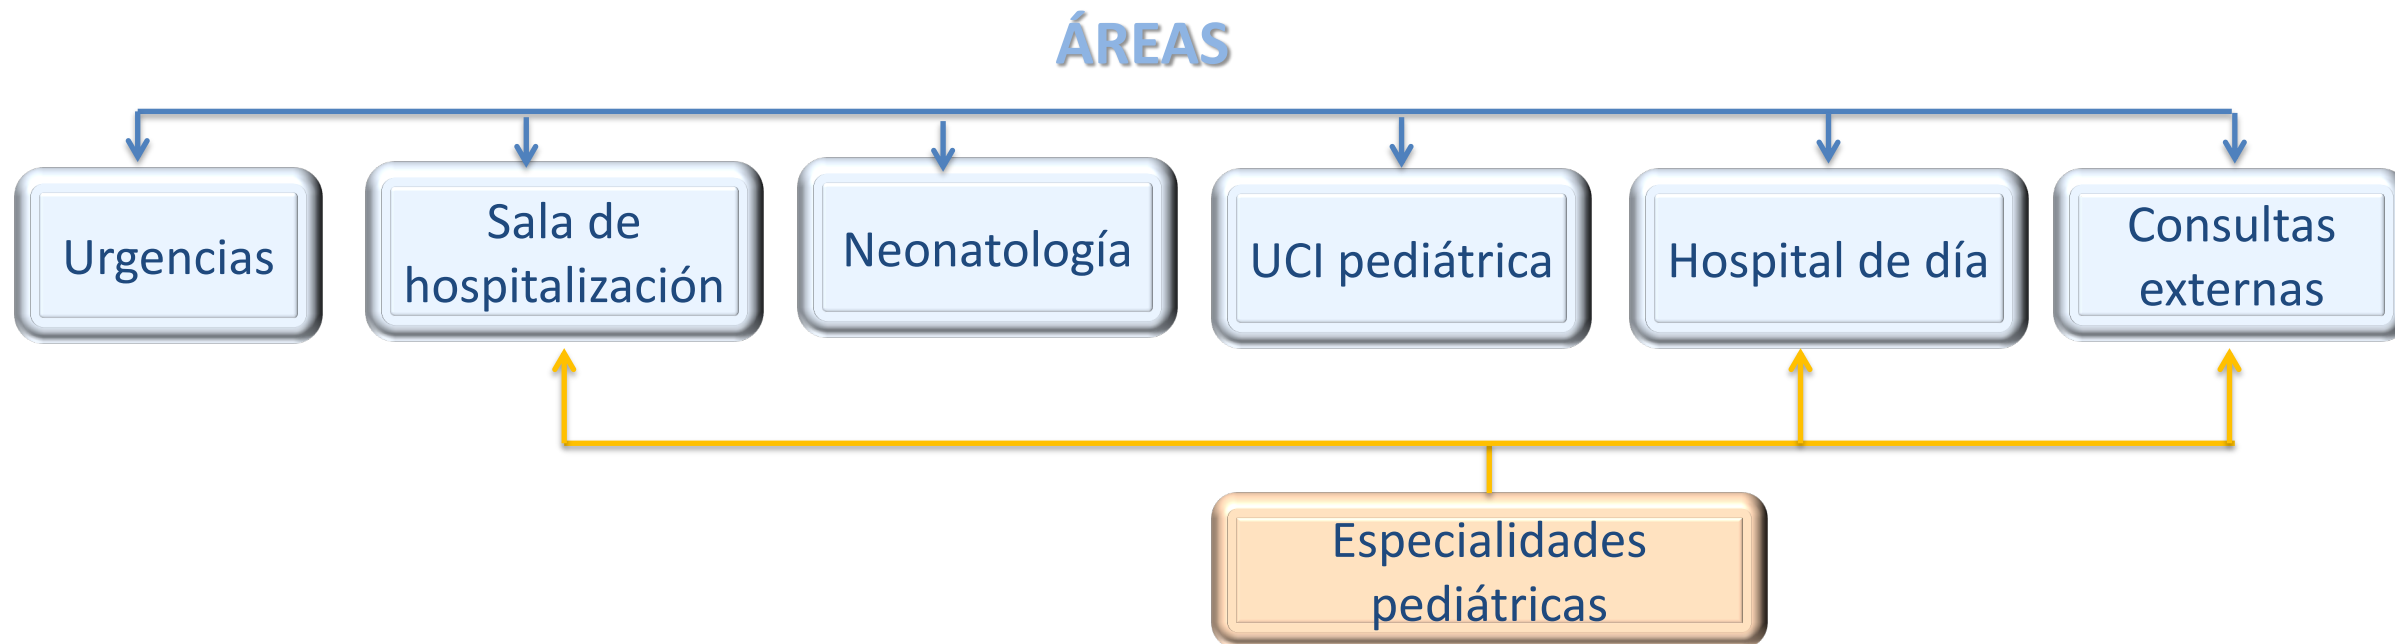 ÁREAS
Urgencias
Sala de
hospitalización
Neonatología
UCI pediátrica
Hospital de día
Consultas
externas
Especialidades
pediátricas